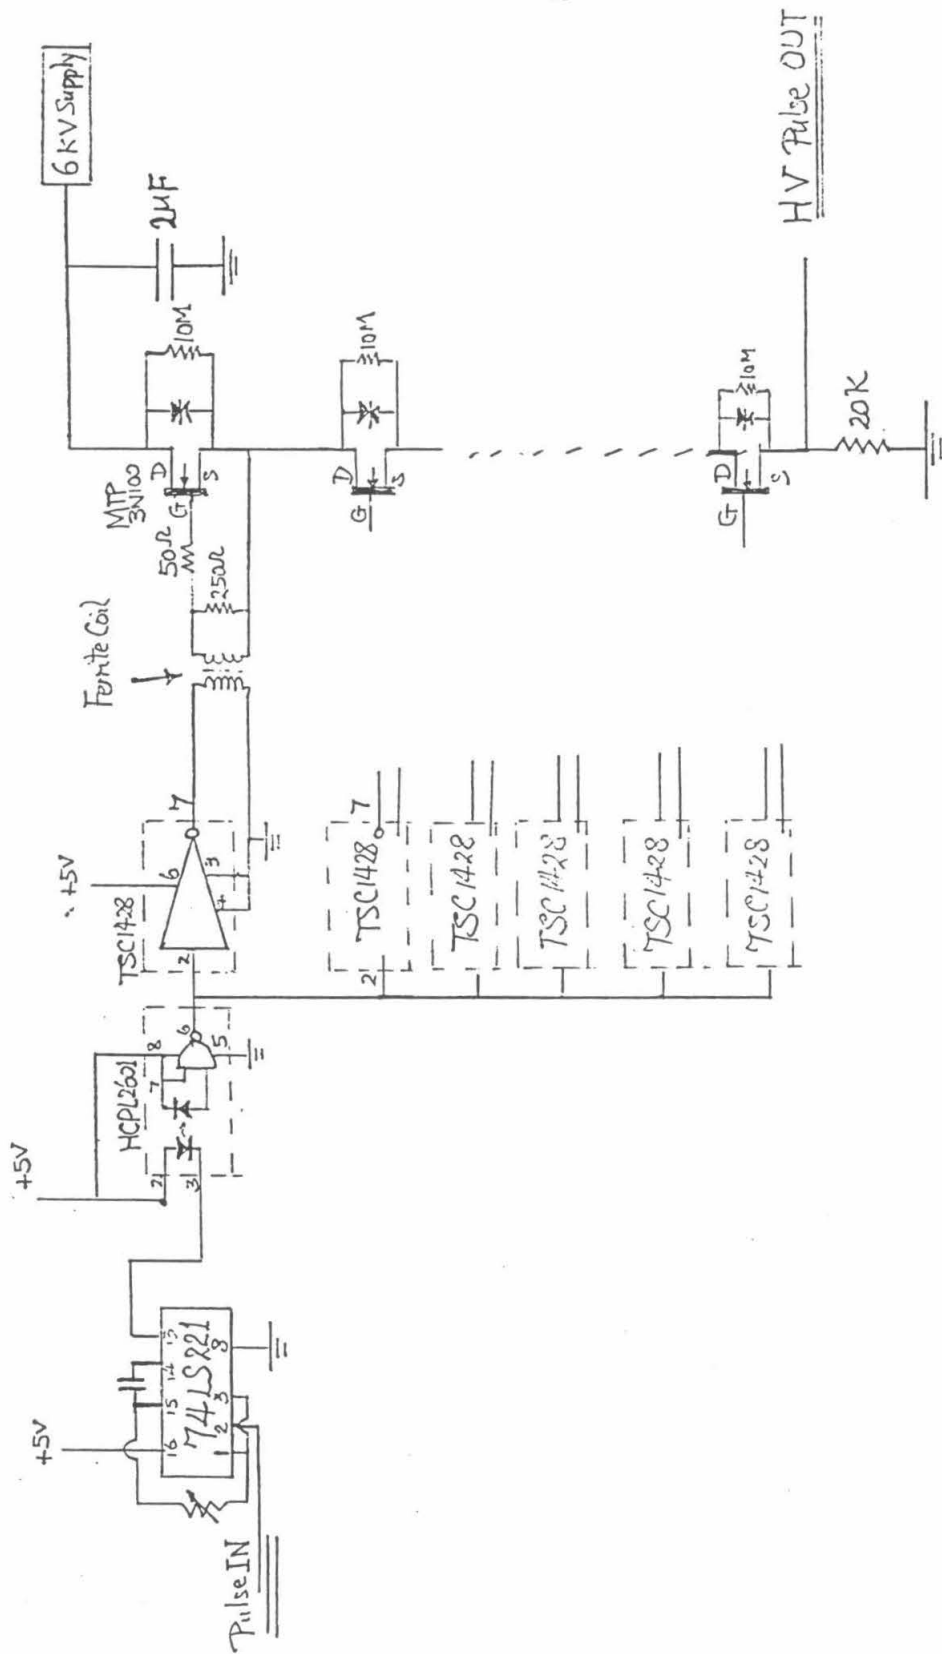 6KV Supply
2µF
10M
MTP
3N100
D
G
S
50Ω
250Ω
Ferrite Coil
10M
D
G
S
10M
D
G
S
20K
HV Pulse OUT
+5V
TSC1428
2
6
7
3
4
TSC1428
2
7
TSC1428
TSC1428
TSC1428
TSC1428
+5V
HCPL2601
2
3
7
8
6
5
+5V
74LS221
16
15
14
13
1
2
3
8
Pulse IN